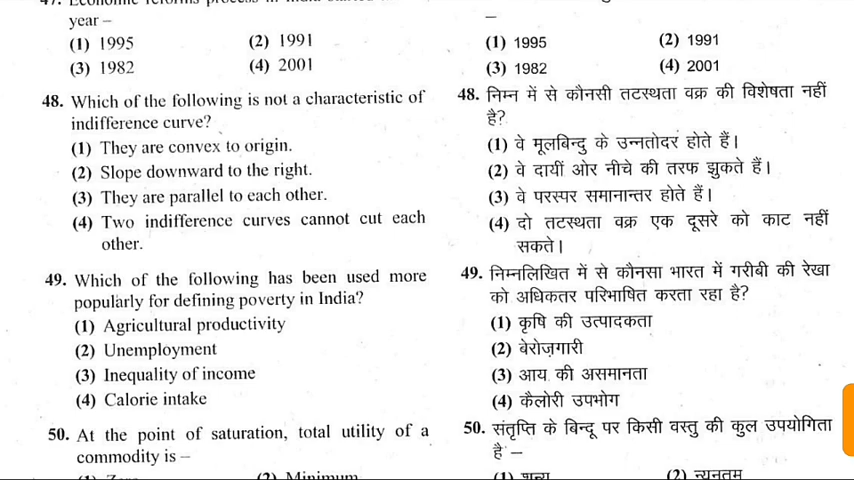 year –
(1) 1995 (2) 1991
(3) 1982 (4) 2001
48. Which of the following is not a characteristic of
indifference curve?
(1) They are convex to origin.
(2) Slope downward to the right.
(3) They are parallel to each other.
(4) Two indifference curves cannot cut each
other.
49. Which of the following has been used more
popularly for defining poverty in India?
(1) Agricultural productivity
(2) Unemployment
(3) Inequality of income
(4) Calorie intake
50. At the point of saturation, total utility of a
commodity is –
(2) Minimum
–
(1) 1995 (2) 1991
(3) 1982 (4) 2001
48. निम्न में से कौनसी तटस्थता वक्र की विशेषता नहीं
है?
(1) वे मूलबिन्दु के उन्नतोदर होते हैं।
(2) वे दायीं ओर नीचे की तरफ झुकते हैं।
(3) वे परस्पर समानान्तर होते हैं।
(4) दो तटस्थता वक्र एक दूसरे को काट नहीं
सकते।
49. निम्नलिखित में से कौनसा भारत में गरीबी की रेखा
को अधिकतर परिभाषित करता रहा है?
(1) कृषि की उत्पादकता
(2) बेरोज़गारी
(3) आय की असमानता
(4) कैलोरी उपभोग
50. संतृप्ति के बिन्दू पर किसी वस्तु की कुल उपयोगिता
है –
(1) शून्य (2) न्यूनतम